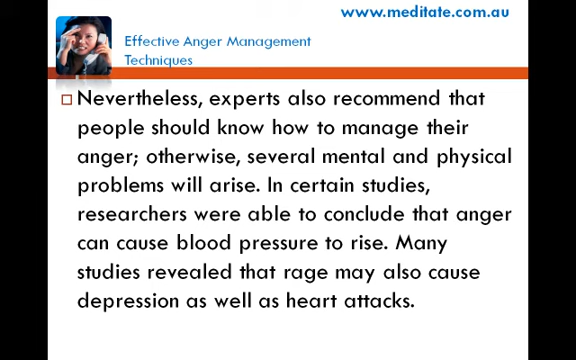 www.meditate.com.au
Effective Anger Management
Techniques
Nevertheless, experts also recommend that
people should know how to manage their
anger; otherwise, several mental and physical
problems will arise. In certain studies,
researchers were able to conclude that anger
can cause blood pressure to rise. Many
studies revealed that rage may also cause
depression as well as heart attacks.